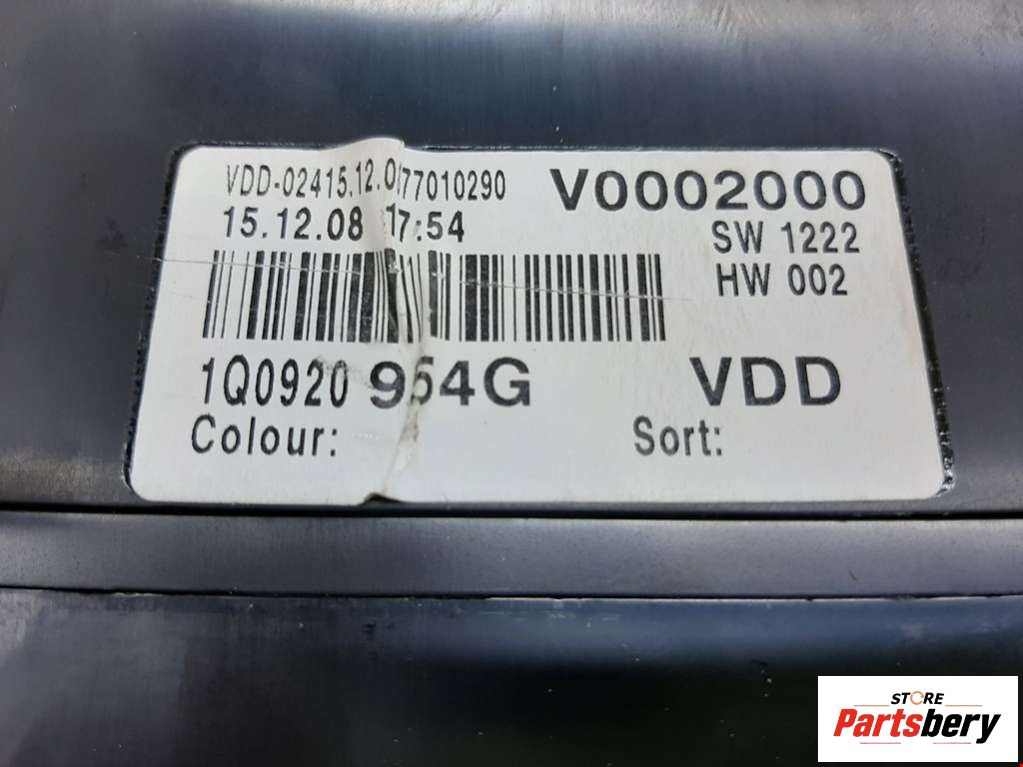 VDD-02415.12.0 77010290
15.12.08 17:54
V0002000
SW 1222
HW 002
1Q0920 954G
VDD
Colour:
Sort:
STORE
Partsbery